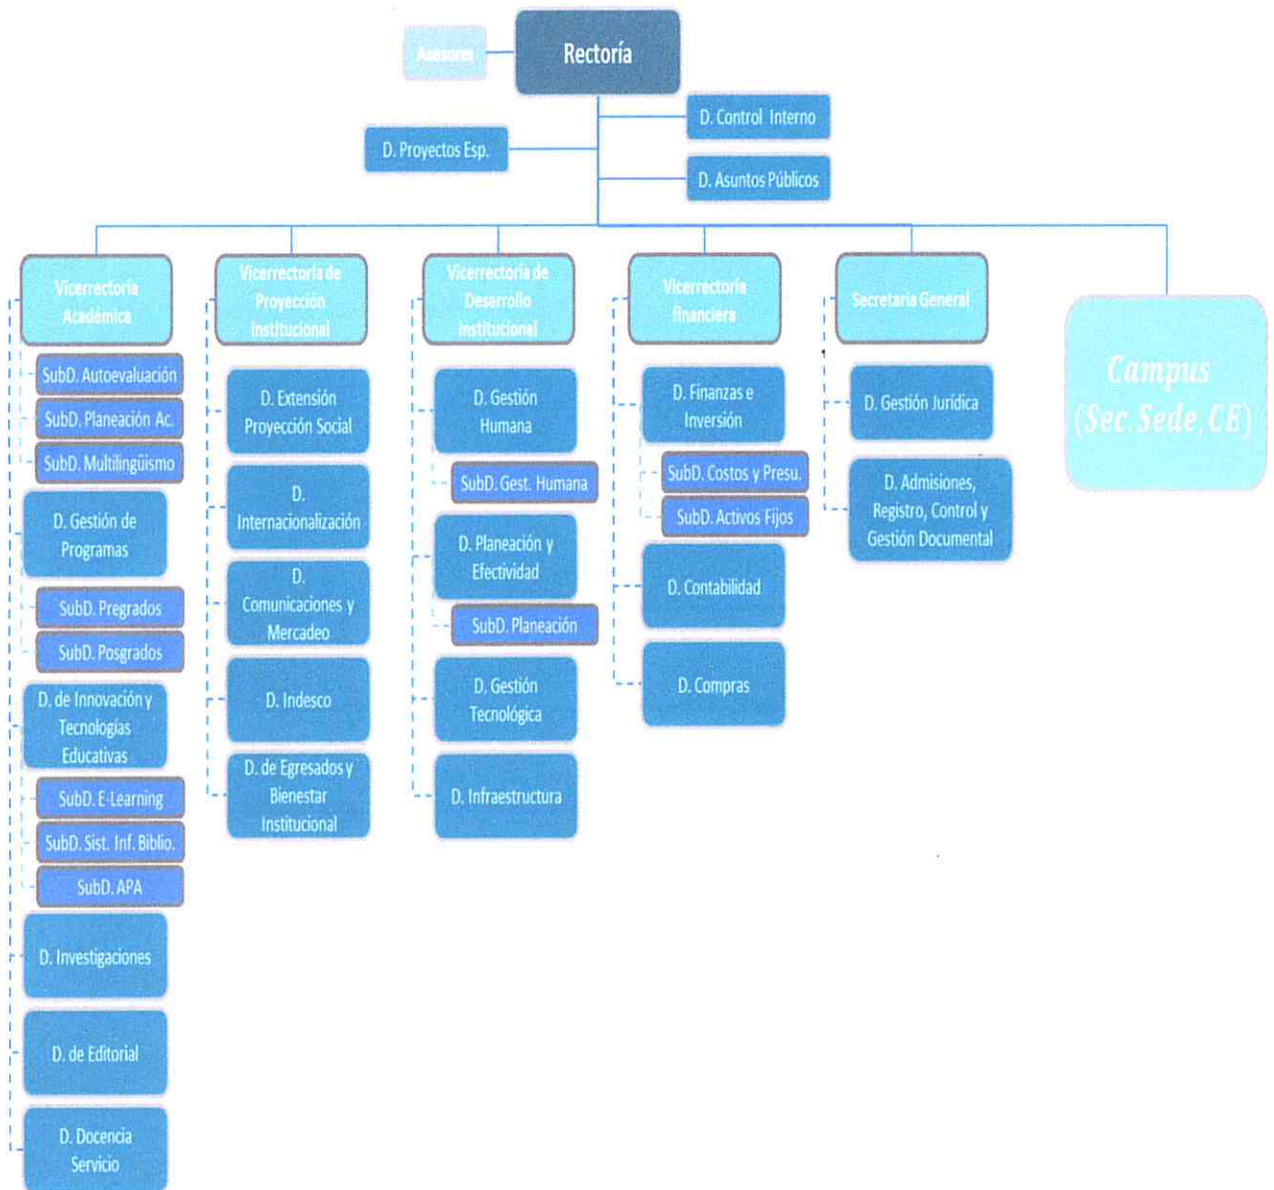 Asesores
Rectoría
D. Control Interno
D. Proyectos Esp.
D. Asuntos Públicos
Vicerrectoría
Académica
SubD. Autoevaluación
SubD. Planeación Ac.
SubD. Multilingüismo
D. Gestión de
Programas
SubD. Pregrados
SubD. Posgrados
D. de Innovación y
Tecnologías
Educativas
SubD. E-Learning
SubD. Sist. Inf. Biblio.
SubD. APA
D. Investigaciones
D. de Editorial
D. Docencia
Servicio
Vicerrectoría de
Proyección
Institucional
D. Extensión
Proyección Social
D.
Internacionalización
D.
Comunicaciones y
Mercadeo
D. Indesco
D. de Egresados y
Bienestar
Institucional
Vicerrectoría de
Desarrollo
Institucional
D. Gestión
Humana
SubD. Gest. Humana
D. Planeación y
Efectividad
SubD. Planeación
D. Gestión
Tecnológica
D. Infraestructura
Vicerrectoría
financiera
D. Finanzas e
Inversión
SubD. Costos y Presu.
SubD. Activos Fijos
D. Contabilidad
D. Compras
Secretaria General
D. Gestión Jurídica
D. Admisiones,
Registro, Control y
Gestión Documental
Campus
(Sec. Sede, CE)